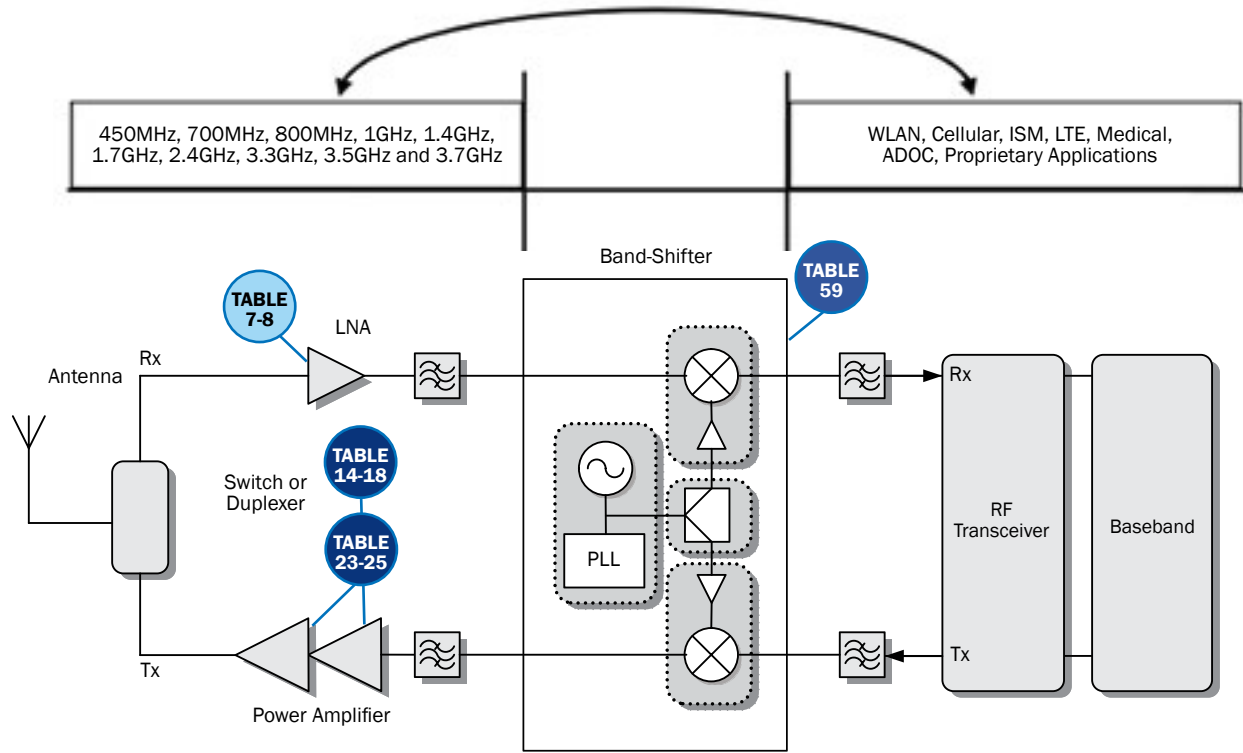 450MHz, 700MHz, 800MHz, 1GHz, 1.4GHz,
1.7GHz, 2.4GHz, 3.3GHz, 3.5GHz and 3.7GHz
WLAN, Cellular, ISM, LTE, Medical,
ADOC, Proprietary Applications
Band-Shifter
TABLE
59
TABLE
7-8
LNA
Rx
Antenna
Rx
TABLE
14-18
Switch or
Duplexer
TABLE
23-25
PLL
RF
Transceiver
Baseband
Tx
Tx
Power Amplifier